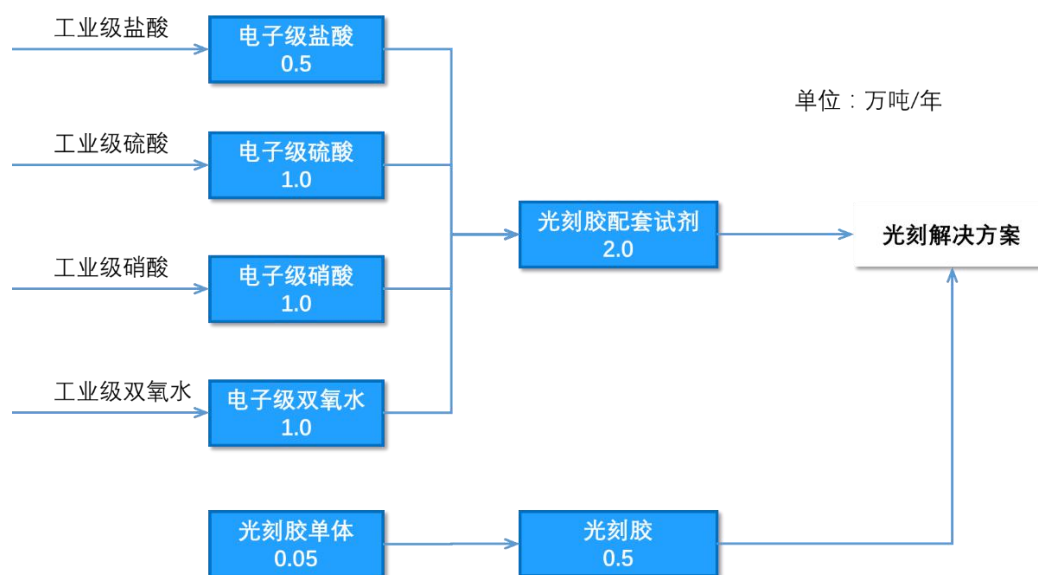 工业级盐酸
电子级盐酸
0.5
单位：万吨/年
工业级硫酸
电子级硫酸
1.0
光刻胶配套试剂
2.0
光刻解决方案
工业级硝酸
电子级硝酸
1.0
工业级双氧水
电子级双氧水
1.0
光刻胶单体
0.05
光刻胶
0.5